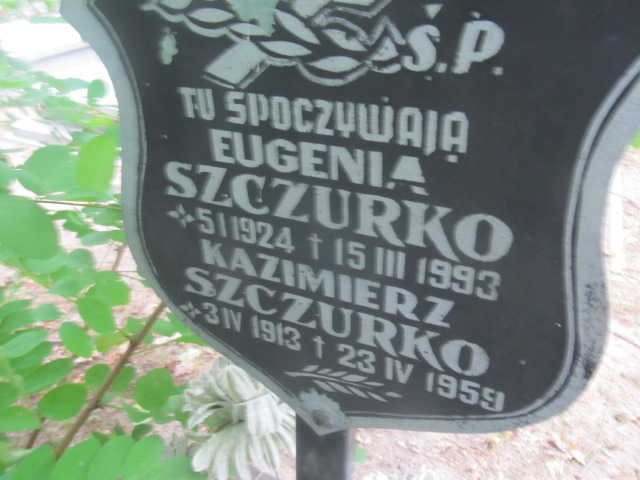 Ś.P.
TU SPOCZYWAJĄ
EUGENIA
SZCZURKO
5 I 1924 † 15 III 1993
KAZIMIERZ
SZCZURKO
3 IV 1913 † 23 IV 1959